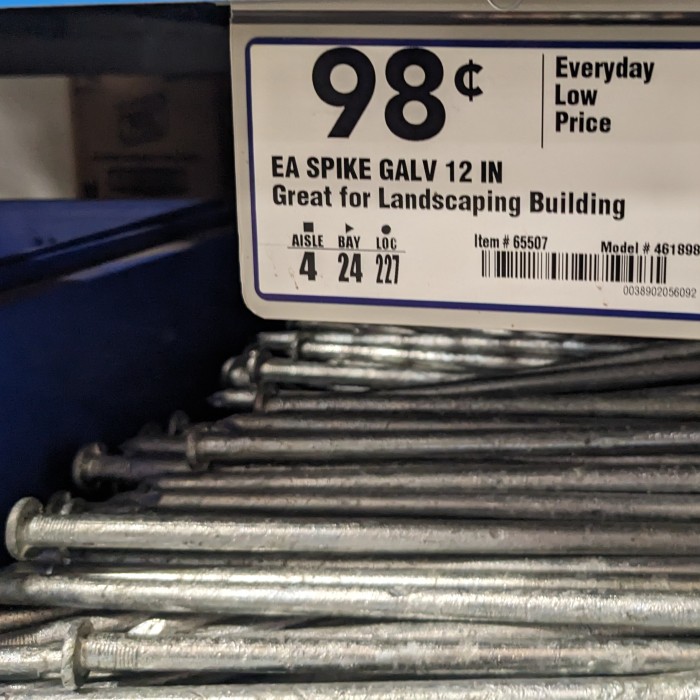 98¢
Everyday
Low
Price
EA SPIKE GALV 12 IN
Great for Landscaping Building
AISLE BAY LOC
4 24 227
Item # 65507 Model # 461898
0038902056092